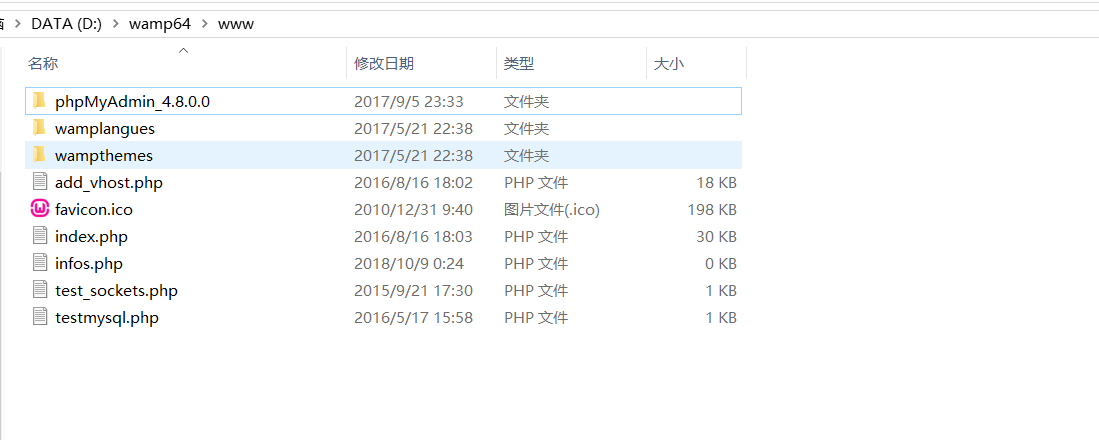 DATA (D:) > wamp64 > www
名称 修改日期 类型 大小
phpMyAdmin_4.8.0.0 2017/9/5 23:33 文件夹
wamplangues 2017/5/21 22:38 文件夹
wampthemes 2017/5/21 22:38 文件夹
add_vhost.php 2016/8/16 18:02 PHP 文件 18 KB
favicon.ico 2010/12/31 9:40 图片文件(.ico) 198 KB
index.php 2016/8/16 18:03 PHP 文件 30 KB
infos.php 2018/10/9 0:24 PHP 文件 0 KB
test_sockets.php 2015/9/21 17:30 PHP 文件 1 KB
testmysql.php 2016/5/17 15:58 PHP 文件 1 KB